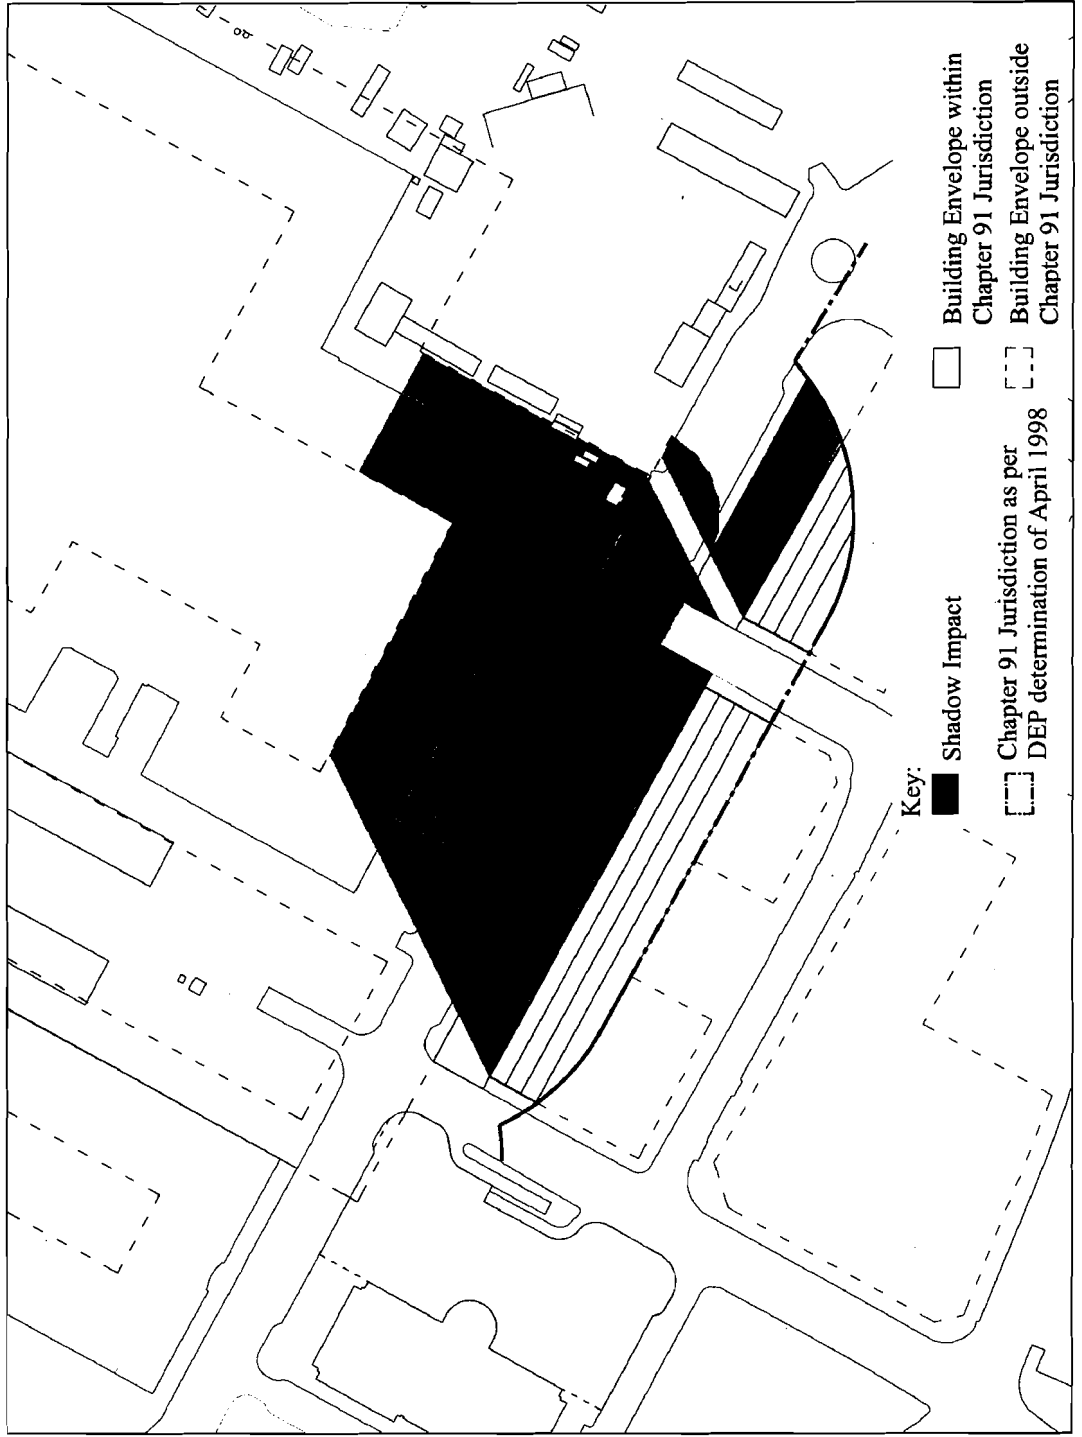 Key:
Shadow Impact
Chapter 91 Jurisdiction as per
DEP determination of April 1998
Building Envelope within
Chapter 91 Jurisdiction
Building Envelope outside
Chapter 91 Jurisdiction